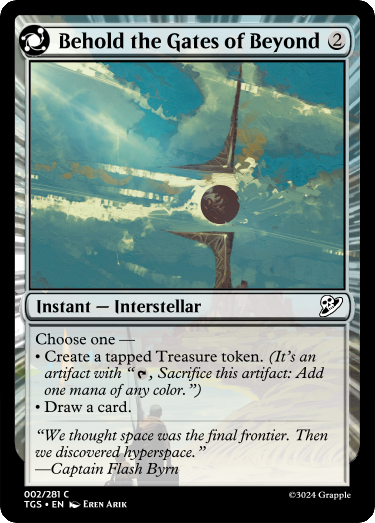 Behold the Gates of Beyond 2
Instant — Interstellar
Choose one —
• Create a tapped Treasure token. (It's an
artifact with “, Sacrifice this artifact: Add
one mana of any color.”)
• Draw a card.
“We thought space was the final frontier. Then
we discovered hyperspace.”
—Captain Flash Byrn
002/281 C
TGS • EN Eren Arik
©3024 Grapple